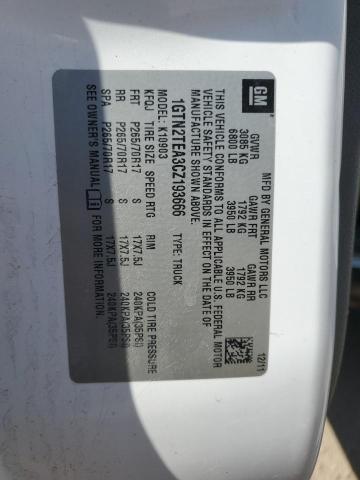 GM
MFD BY GENERAL MOTORS LLC
12/11
GVWR GAWR FRT GAWR RR
3085 KG 1792 KG 1792 KG
6800 LB 3950 LB 3950 LB
THIS VEHICLE CONFORMS TO ALL APPLICABLE U.S. FEDERAL MOTOR
VEHICLE SAFETY STANDARDS IN EFFECT ON THE DATE OF
MANUFACTURE SHOWN ABOVE.
1GTN2TEA3CZ193666 TYPE: TRUCK
MODEL: K10903
KFQJ TIRE SIZE SPEED RTG RIM COLD TIRE PRESSURE
FRT P265/70R17 S 17X7.5J 240KPA(35PSI)
RR P265/70R17 S 17X7.5J 240KPA(35PSI)
SPA P265/70R17 S 17X7.5J 240KPA(35PSI)
SEE OWNER'S MANUAL